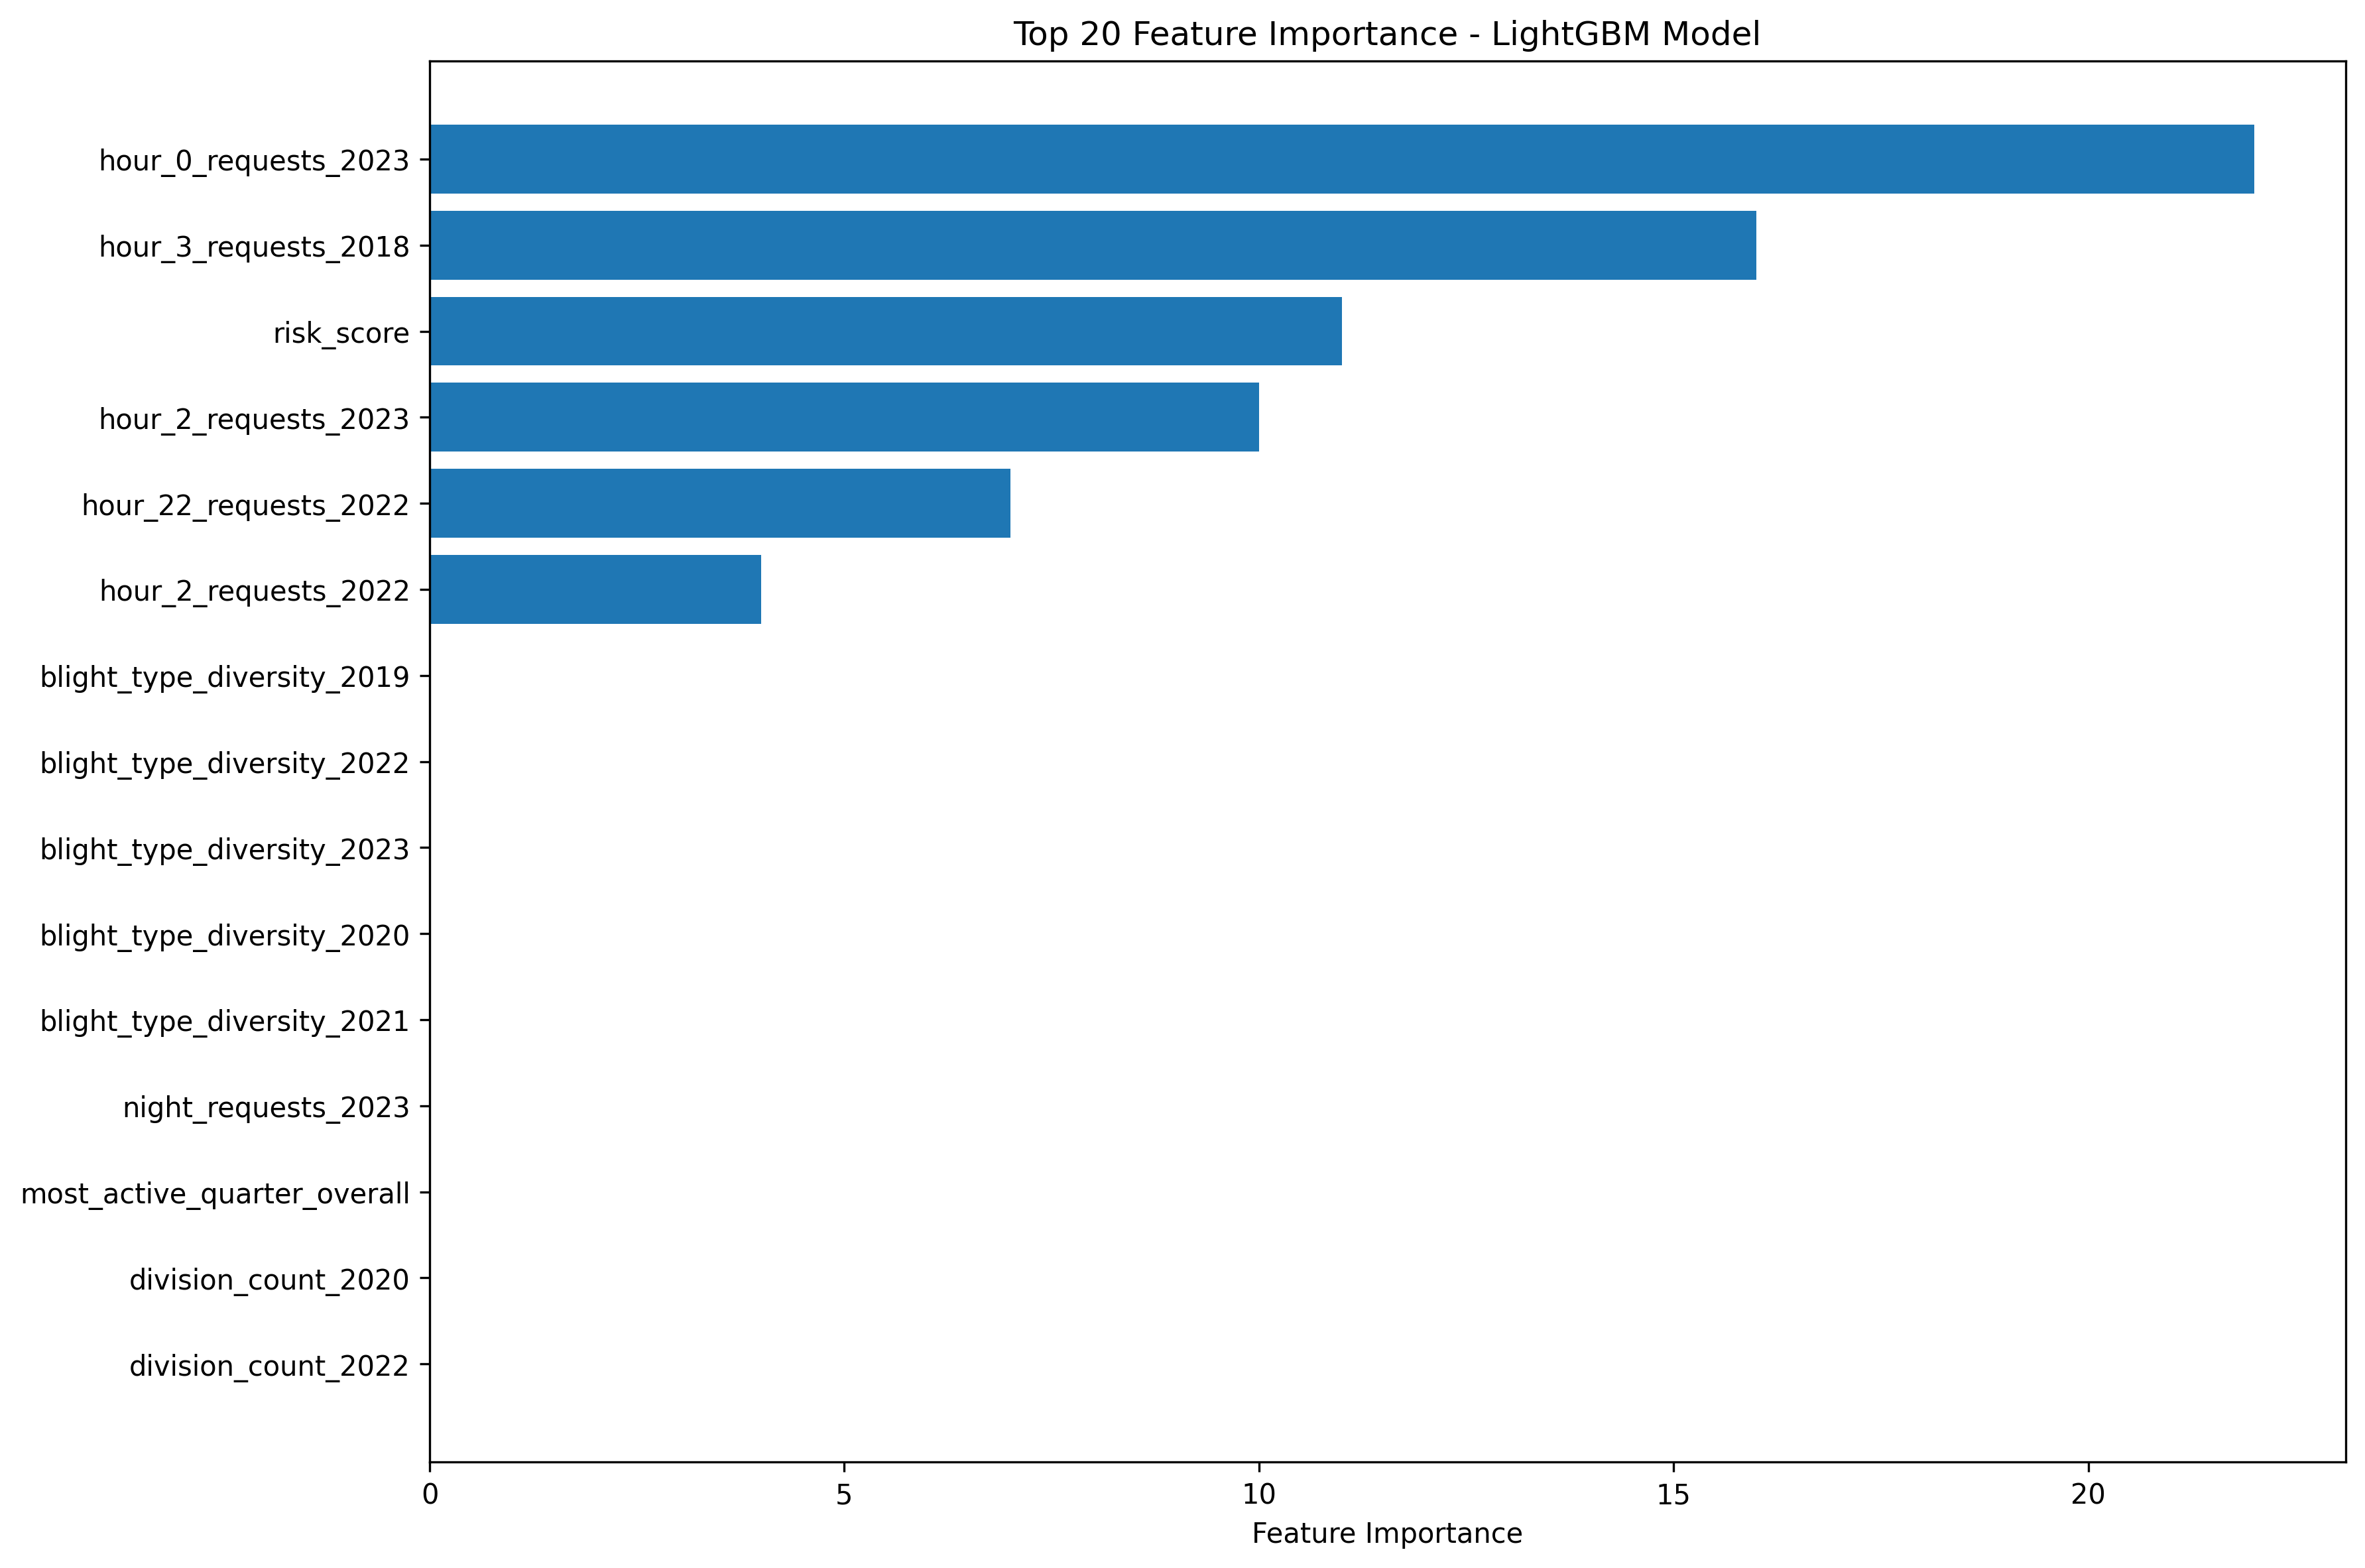 Top 20 Feature Importance - LightGBM Model
hour_0_requests_2023
hour_3_requests_2018
risk_score
hour_2_requests_2023
hour_22_requests_2022
hour_2_requests_2022
blight_type_diversity_2019
blight_type_diversity_2022
blight_type_diversity_2023
blight_type_diversity_2020
blight_type_diversity_2021
night_requests_2023
most_active_quarter_overall
division_count_2020
division_count_2022
0 5 10 15 20
Feature Importance